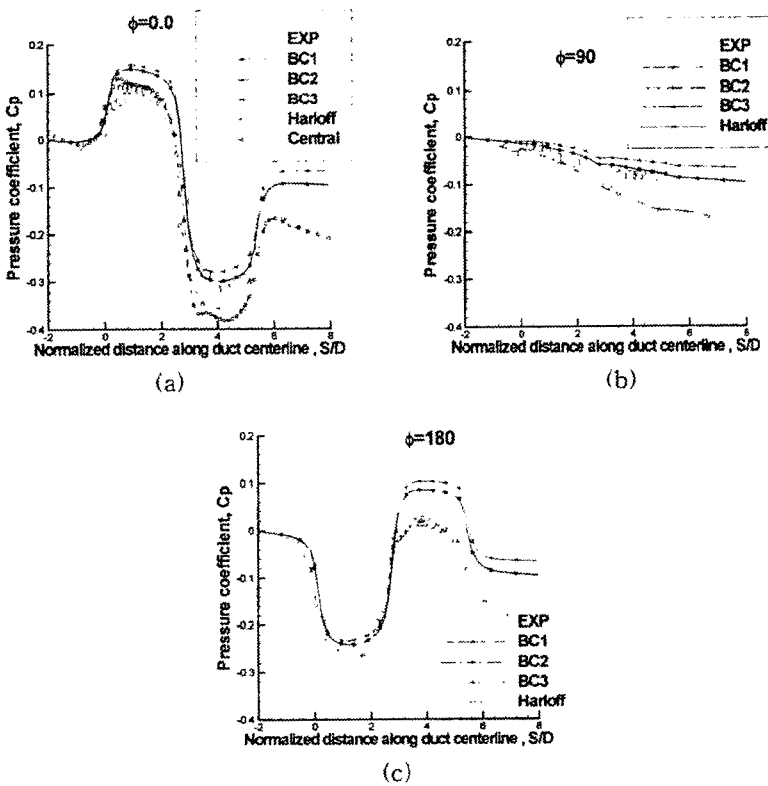 ϕ=0.0
0.2
0.1
0
-0.1
-0.2
-0.3
-0.4
Pressure coefficient, Cp
EXP
BC1
BC2
BC3
Harloff
Central
-2
0
2
4
6
8
Normalized distance along duct centerline , S/D
(a)
ϕ=90
0.2
0.1
0
-0.1
-0.2
-0.3
-0.4
Pressure coefficient, Cp
EXP
BC1
BC2
BC3
Harloff
-2
0
2
4
6
8
Normalized distance along duct centerline , S/D
(b)
ϕ=180
0.2
0.1
0
-0.1
-0.2
-0.3
-0.4
Pressure coefficient, Cp
EXP
BC1
BC2
BC3
Harloff
-2
0
2
4
6
8
Normalized distance along duct centerline , S/D
(c)